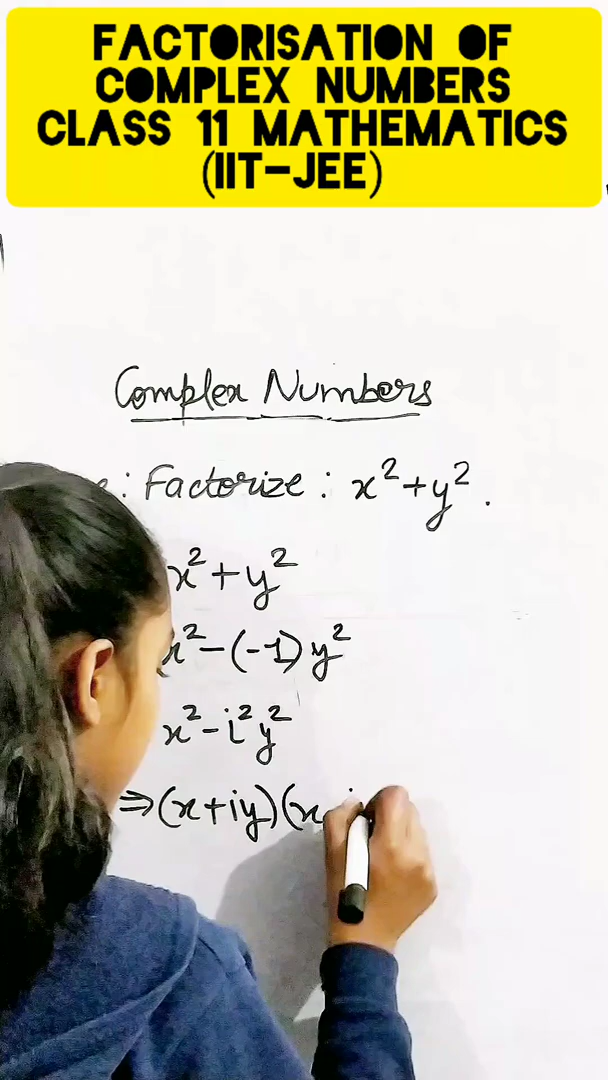 FACTORISATION OF
COMPLEX NUMBERS
CLASS 11 MATHEMATICS
(IIT-JEE)
Complex Numbers
: Factorize : x²+y².
x²+y²
x²-(-1)y²
x²-i²y²
⇒(x+iy)(x